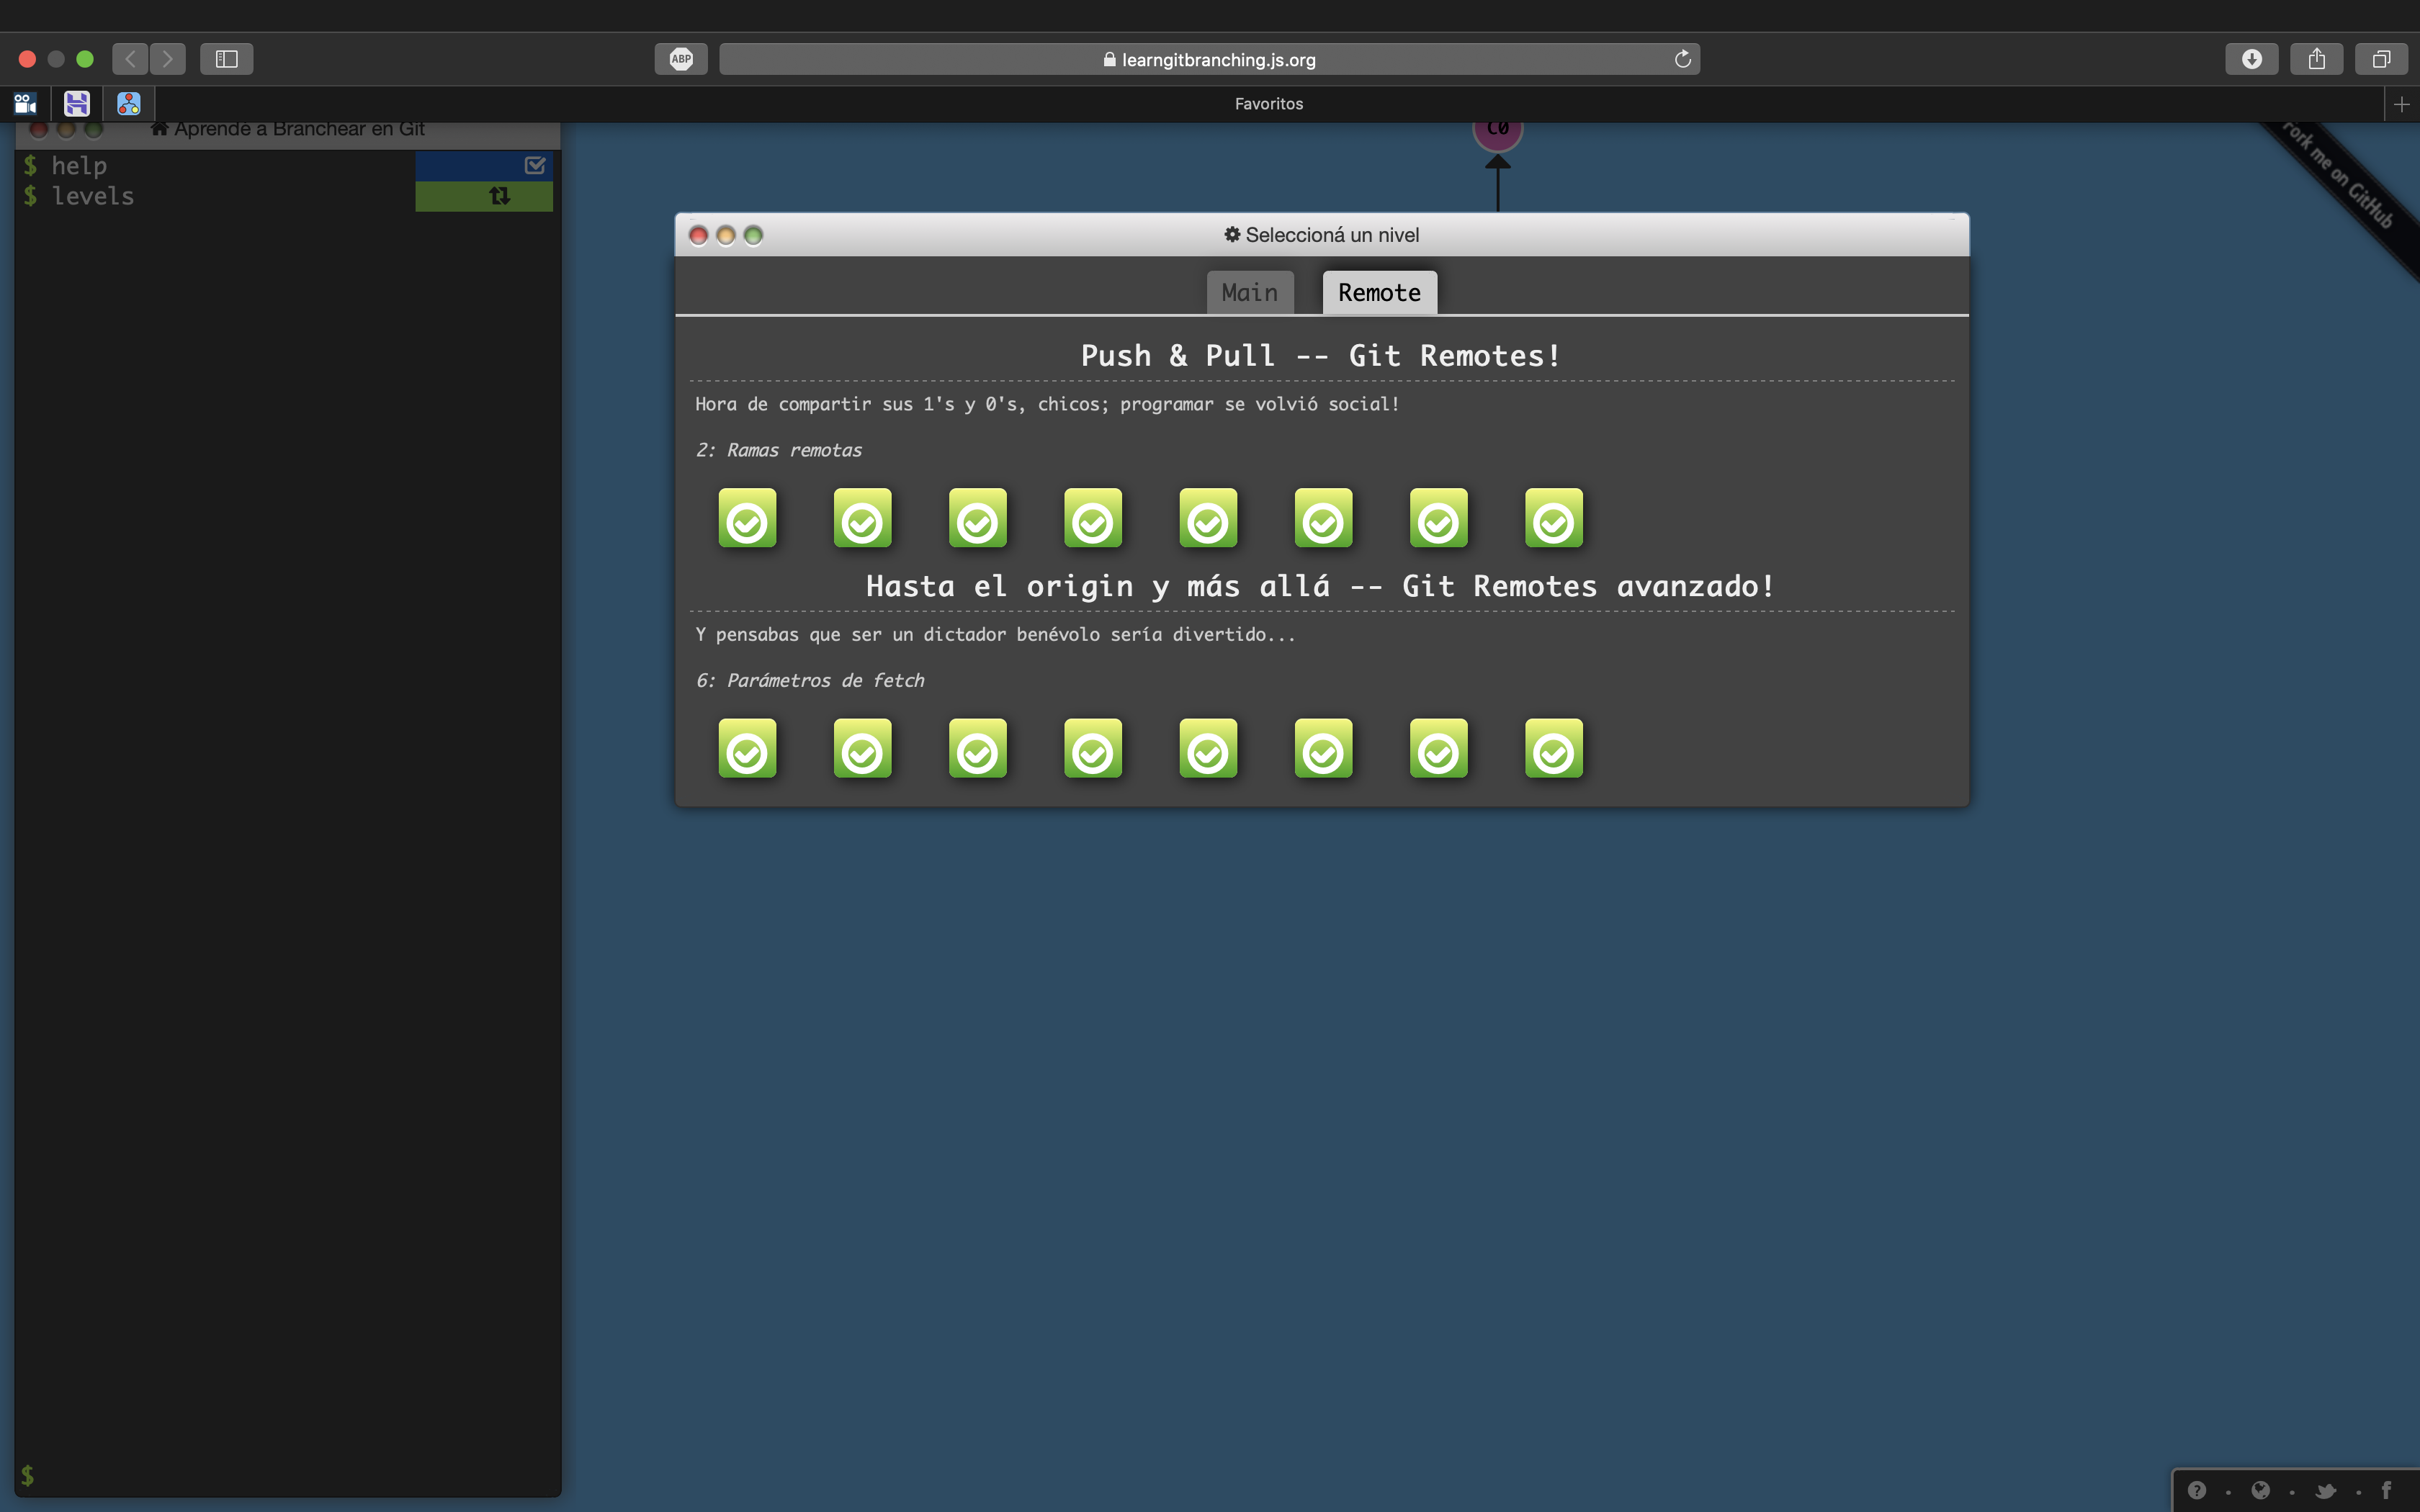 ABP
learngitbranching.js.org
Favoritos
Aprende a Branchear en Git
$ help
$ levels
C0
Fork me on GitHub
Seleccioná un nivel
Main
Remote
Push & Pull -- Git Remotes!
Hora de compartir sus 1's y 0's, chicos; programar se volvió social!
2: Ramas remotas
Hasta el origin y más allá -- Git Remotes avanzado!
Y pensabas que ser un dictador benévolo sería divertido...
6: Parámetros de fetch
$